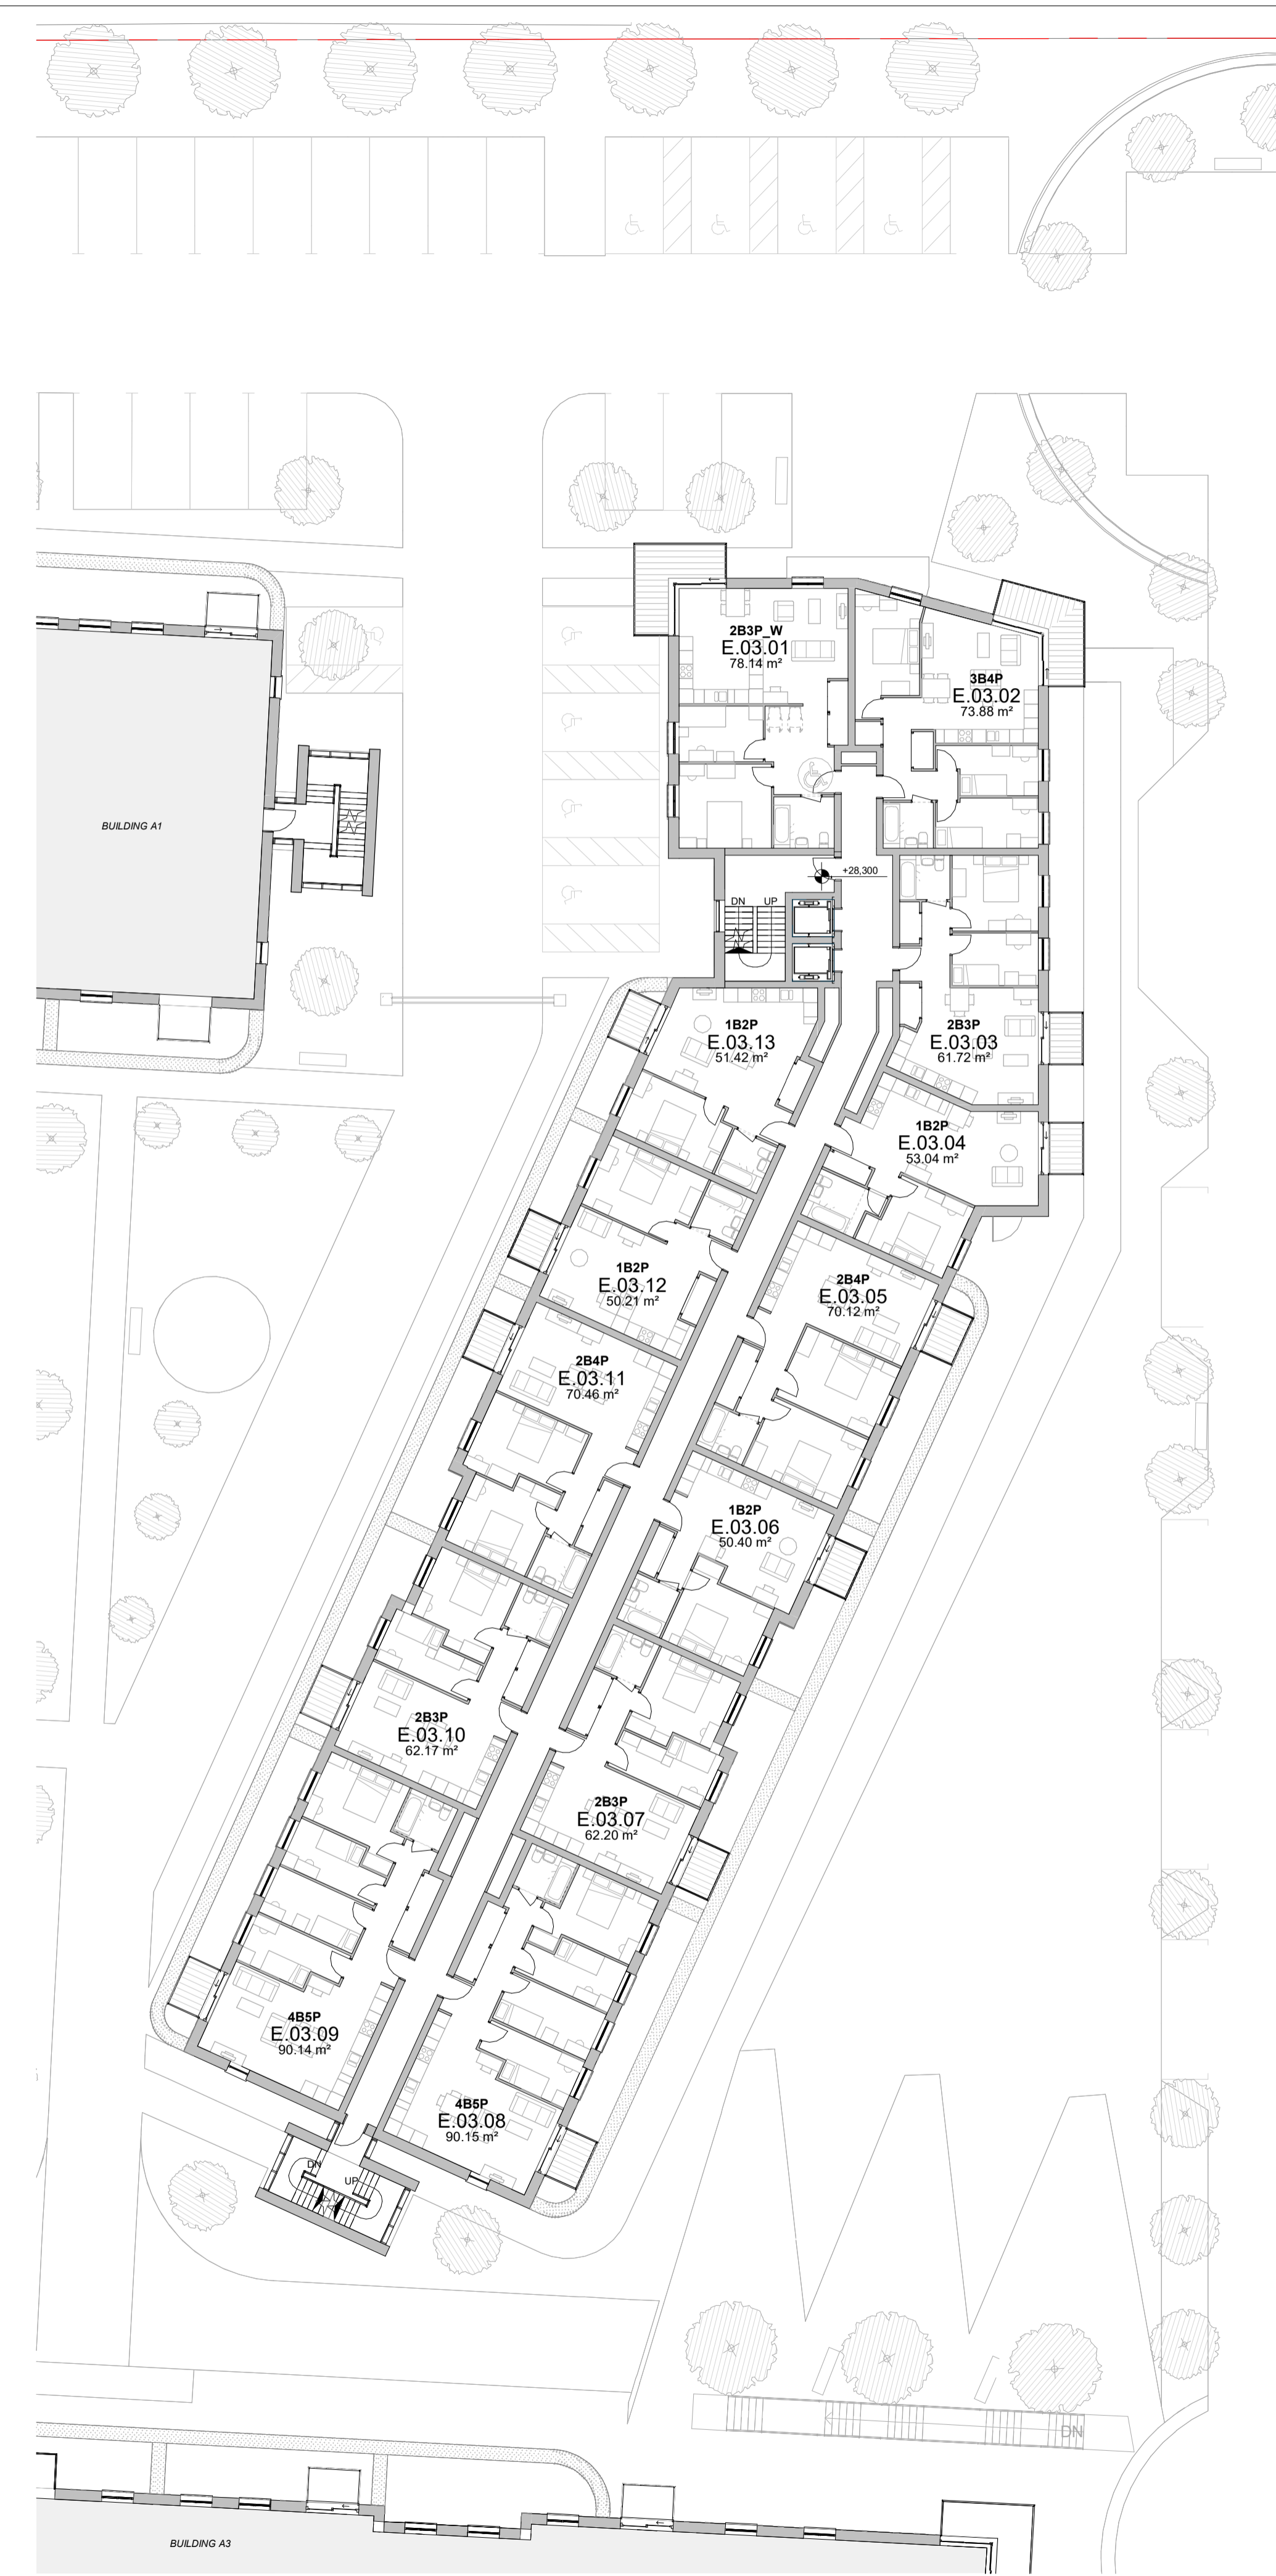 2B3P_W
E.03.01
78.14 m²
3B4P
E.03.02
73.88 m²
BUILDING A1
+28,300
DN
UP
1B2P
E.03.13
51.42 m²
2B3P
E.03.03
61.72 m²
1B2P
E.03.04
53.04 m²
1B2P
E.03.12
50.21 m²
2B4P
E.03.05
70.12 m²
2B4P
E.03.11
70.46 m²
1B2P
E.03.06
50.40 m²
2B3P
E.03.10
62.17 m²
2B3P
E.03.07
62.20 m²
4B5P
E.03.09
90.14 m²
4B5P
E.03.08
90.15 m²
DN
UP
DN
BUILDING A3